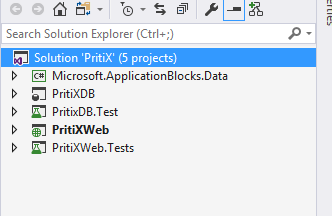 Search Solution Explorer (Ctrl+;)
Solution 'PritiX' (5 projects)
C# Microsoft.ApplicationBlocks.Data
PritiXDB
PritixDB.Test
PritiXWeb
PritiXWeb.Tests